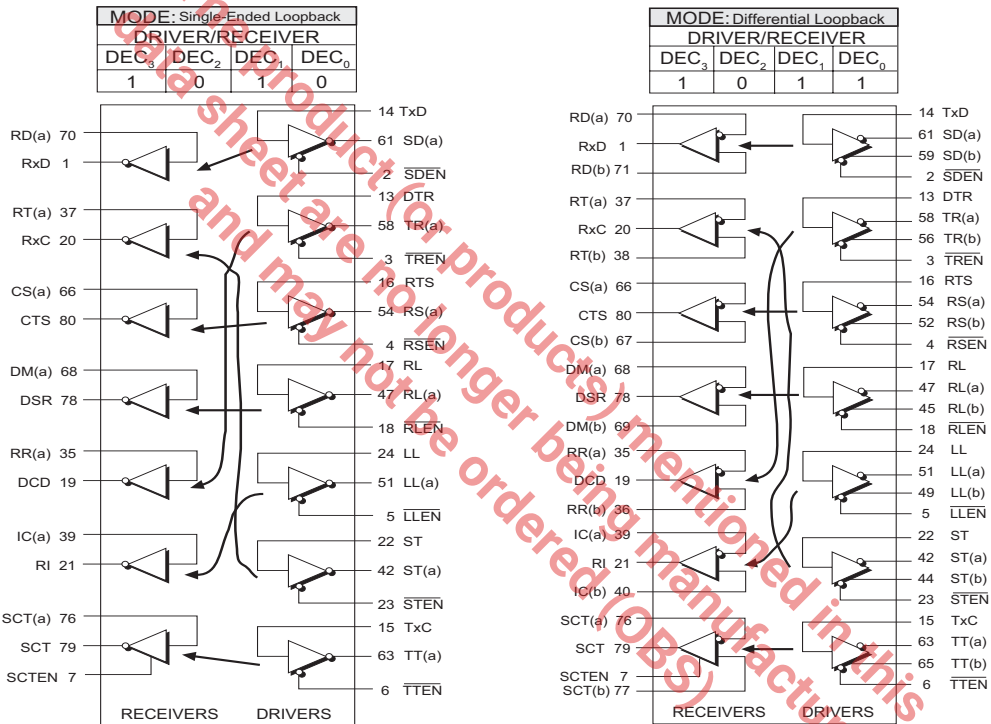 MODE: Single-Ended Loopback
DRIVER/RECEIVER
DEC3 DEC2 DEC1 DEC0
1 0 1 0
14 TxD
RD(a) 70
61 SD(a)
RxD 1
2 SDEN
13 DTR
RT(a) 37
58 TR(a)
RxC 20
3 TREN
16 RTS
CS(a) 66
54 RS(a)
CTS 80
4 RSEN
17 RL
DM(a) 68
47 RL(a)
DSR 78
18 RLEN
24 LL
RR(a) 35
51 LL(a)
DCD 19
5 LLEN
22 ST
IC(a) 39
42 ST(a)
RI 21
23 STEN
15 TxC
SCT(a) 76
63 TT(a)
SCT 79
SCTEN 7
6 TTEN
RECEIVERS DRIVERS
MODE: Differential Loopback
DRIVER/RECEIVER
DEC3 DEC2 DEC1 DEC0
1 0 1 1
14 TxD
RD(a) 70
61 SD(a)
RxD 1
59 SD(b)
RD(b) 71
2 SDEN
13 DTR
RT(a) 37
58 TR(a)
RxC 20
56 TR(b)
RT(b) 38
3 TREN
16 RTS
CS(a) 66
54 RS(a)
CTS 80
52 RS(b)
CS(b) 67
4 RSEN
17 RL
DM(a) 68
47 RL(a)
DSR 78
45 RL(b)
DM(b) 69
18 RLEN
24 LL
RR(a) 35
51 LL(a)
DCD 19
49 LL(b)
RR(b) 36
5 LLEN
22 ST
IC(a) 39
42 ST(a)
RI 21
44 ST(b)
IC(b) 40
23 STEN
15 TxC
SCT(a) 76
63 TT(a)
SCT 79
65 TT(b)
SCTEN 7
6 TTEN
SCT(b) 77
RECEIVERS DRIVERS
product (or products) mentioned in this
data sheet are no longer being
and may not be ordered (OBS)